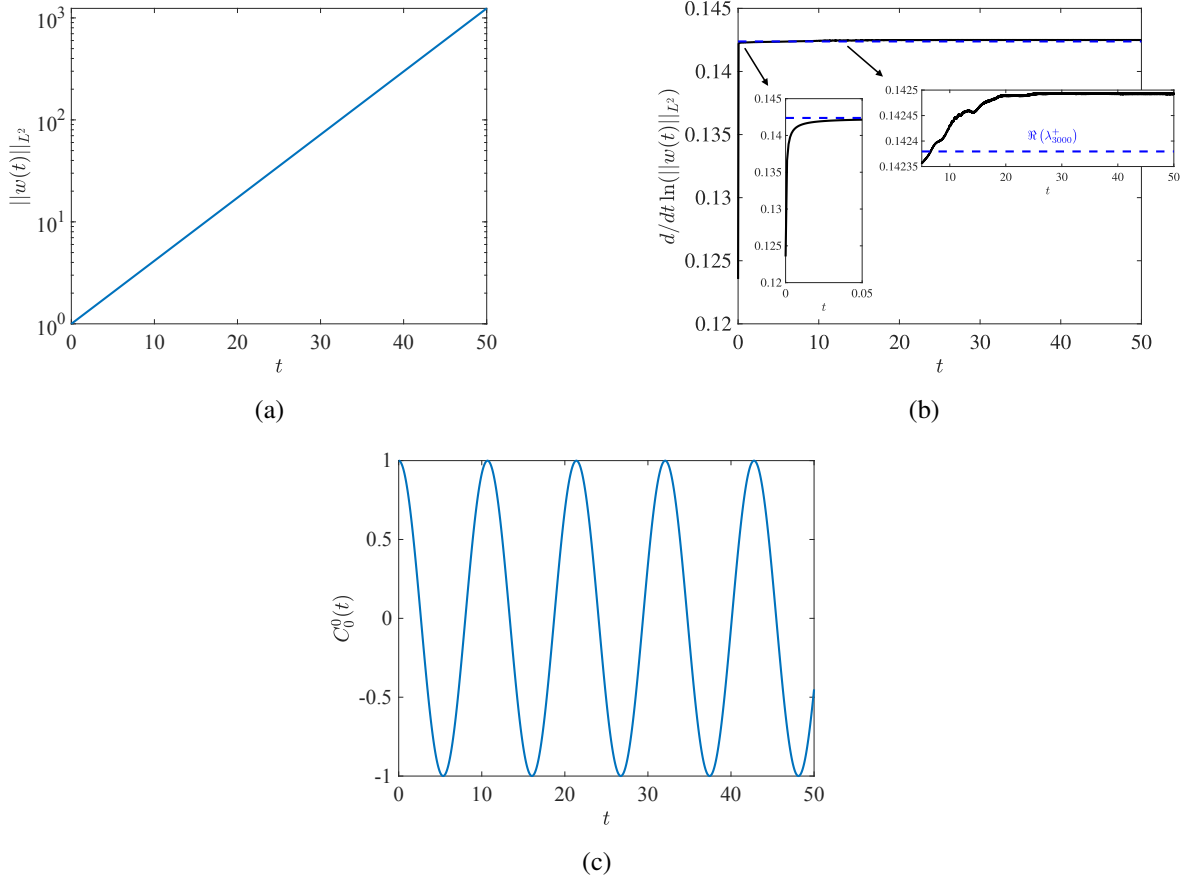 10^3
10^2
10^1
10^0
||w(t)||_{L^2}
0 10 20 30 40 50
t
(a)
0.145
0.14
0.135
0.13
0.125
0.12
d/dt ln(||w(t)||_{L^2})
0 10 20 30 40 50
t
0.145
0.14
0.135
0.13
0.125
0.12
0 0.05
t
0.1425
0.14245
0.1424
0.14235
ℜ(λ^+_{3000})
10 20 30 40 50
t
(b)
1
0.5
0
-0.5
-1
C_0^0(t)
0 10 20 30 40 50
t
(c)